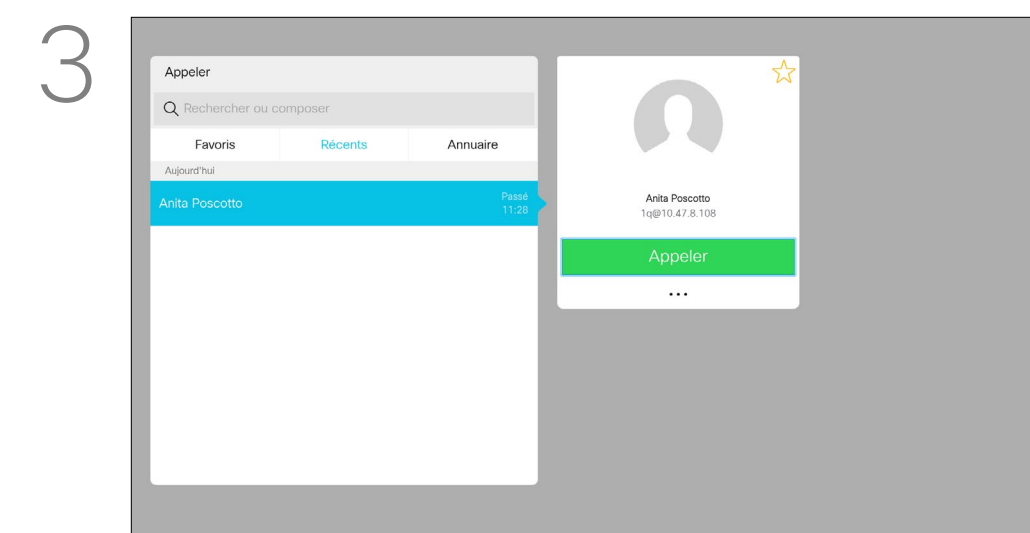 3
Appeler
Rechercher ou composer
Favoris Récents Annuaire
Aujourd'hui
Anita Poscotto Passé
11:28
Anita Poscotto
1q@10.47.8.108
Appeler
...